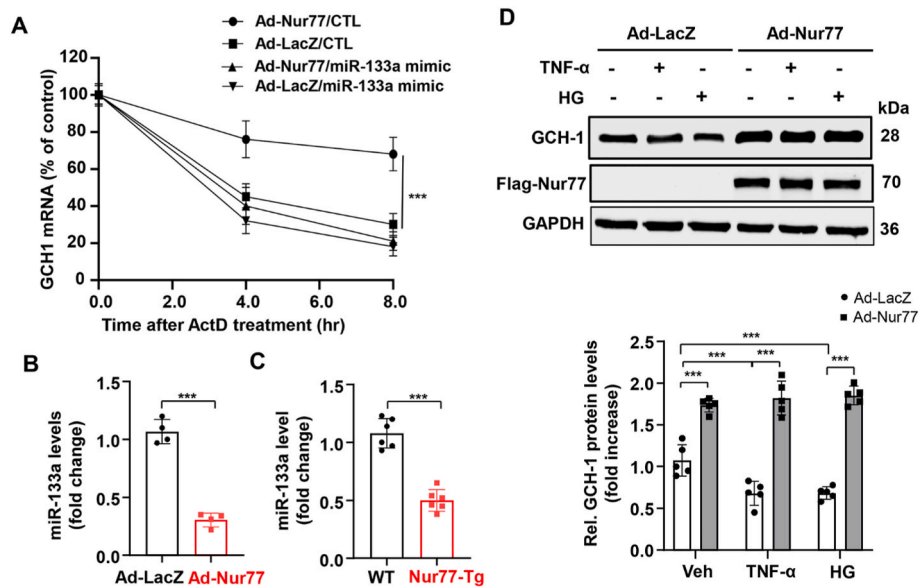 A
Ad-Nur77/CTL
Ad-LacZ/CTL
Ad-Nur77/miR-133a mimic
Ad-LacZ/miR-133a mimic
GCH1 mRNA (% of control)
120
100
80
60
40
20
0
***
0.0 2.0 4.0 6.0 8.0
Time after ActD treatment (hr)
B
miR-133a levels
(fold change)
1.5
1.0
0.5
0.0
***
Ad-LacZ Ad-Nur77
C
miR-133a level
(fold change)
1.5
1.0
0.5
0.0
***
WT Nur77-Tg
D
Ad-LacZ Ad-Nur77
TNF-α - + - - + -
HG - - + - - +
kDa
GCH-1 28
Flag-Nur77 70
GAPDH 36
Ad-LacZ
Ad-Nur77
Rel. GCH-1 protein levels
(fold increase)
2.5
2.0
1.5
1.0
0.5
0.0
***
*** ***
*** ***
Veh TNF-α HG